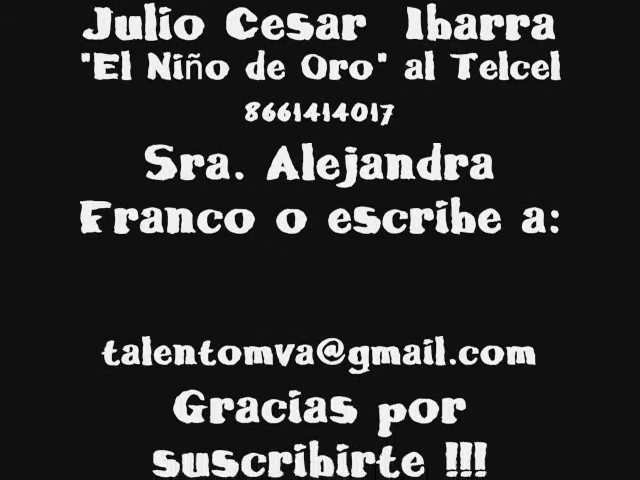 Julio Cesar Ibarra
"El Niño de Oro" al Telcel
8661414017
Sra. Alejandra
Franco o escribe a:
talentomva@gmail.com
Gracias por
suscribirte !!!